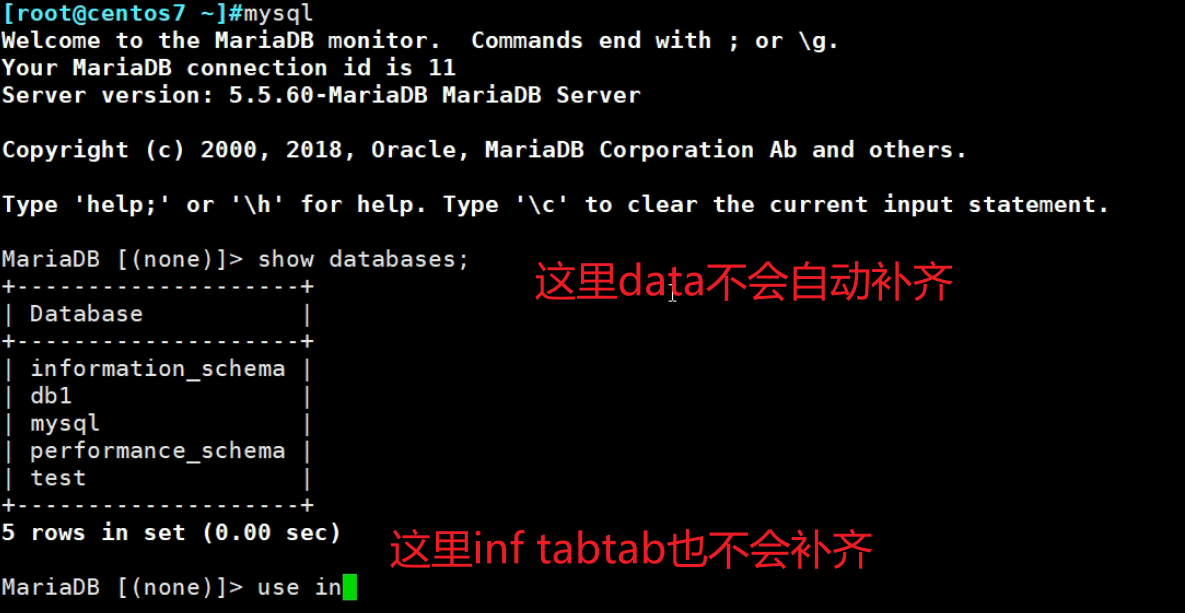 [root@centos7 ~]#mysql
Welcome to the MariaDB monitor.  Commands end with ; or \g.
Your MariaDB connection id is 11
Server version: 5.5.60-MariaDB MariaDB Server
Copyright (c) 2000, 2018, Oracle, MariaDB Corporation Ab and others.
Type 'help;' or '\h' for help. Type '\c' to clear the current input statement.
MariaDB [(none)]> show databases;
这里data不会自动补齐
+--------------------+
| Database           |
+--------------------+
| information_schema |
| db1                |
| mysql              |
| performance_schema |
| test               |
+--------------------+
5 rows in set (0.00 sec)
这里inf tabtab也不会补齐
MariaDB [(none)]> use in